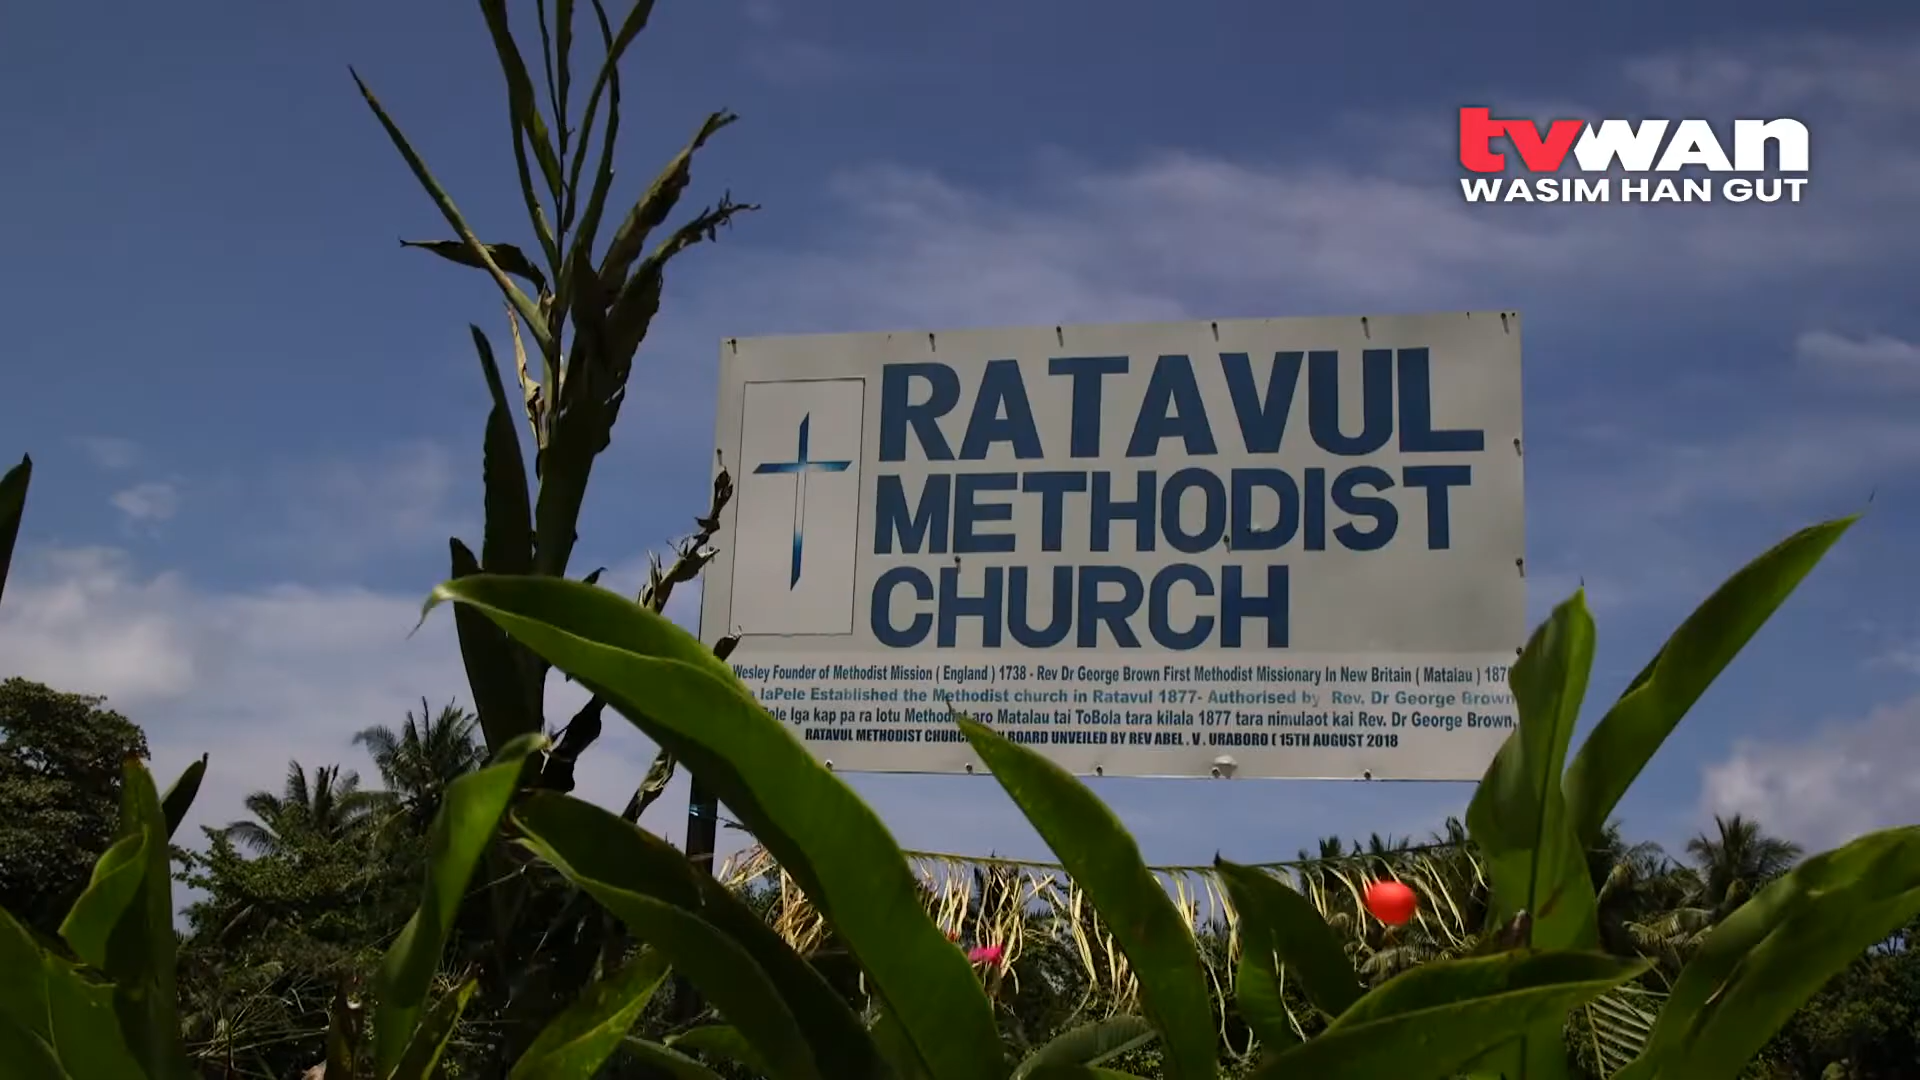 tvwan
WASIM HAN GUT
RATAVUL
METHODIST
CHURCH
Wesley Founder of Methodist Mission ( England ) 1738 - Rev Dr George Brown First Methodist Missionary In New Britain ( Matalau )
IaPele Established the Methodist church in Ratavul 1877- Authorised by Rev. Dr George Brown
Iga kap pa ra lotu Methodist aro Matalau tai ToBola tara kilala 1877 tara nimulaot kai Rev. Dr George Brown,
RATAVUL METHODIST BOARD UNVEILED BY REV ABEL . V . URABORO ( 15TH AUGUST 2018